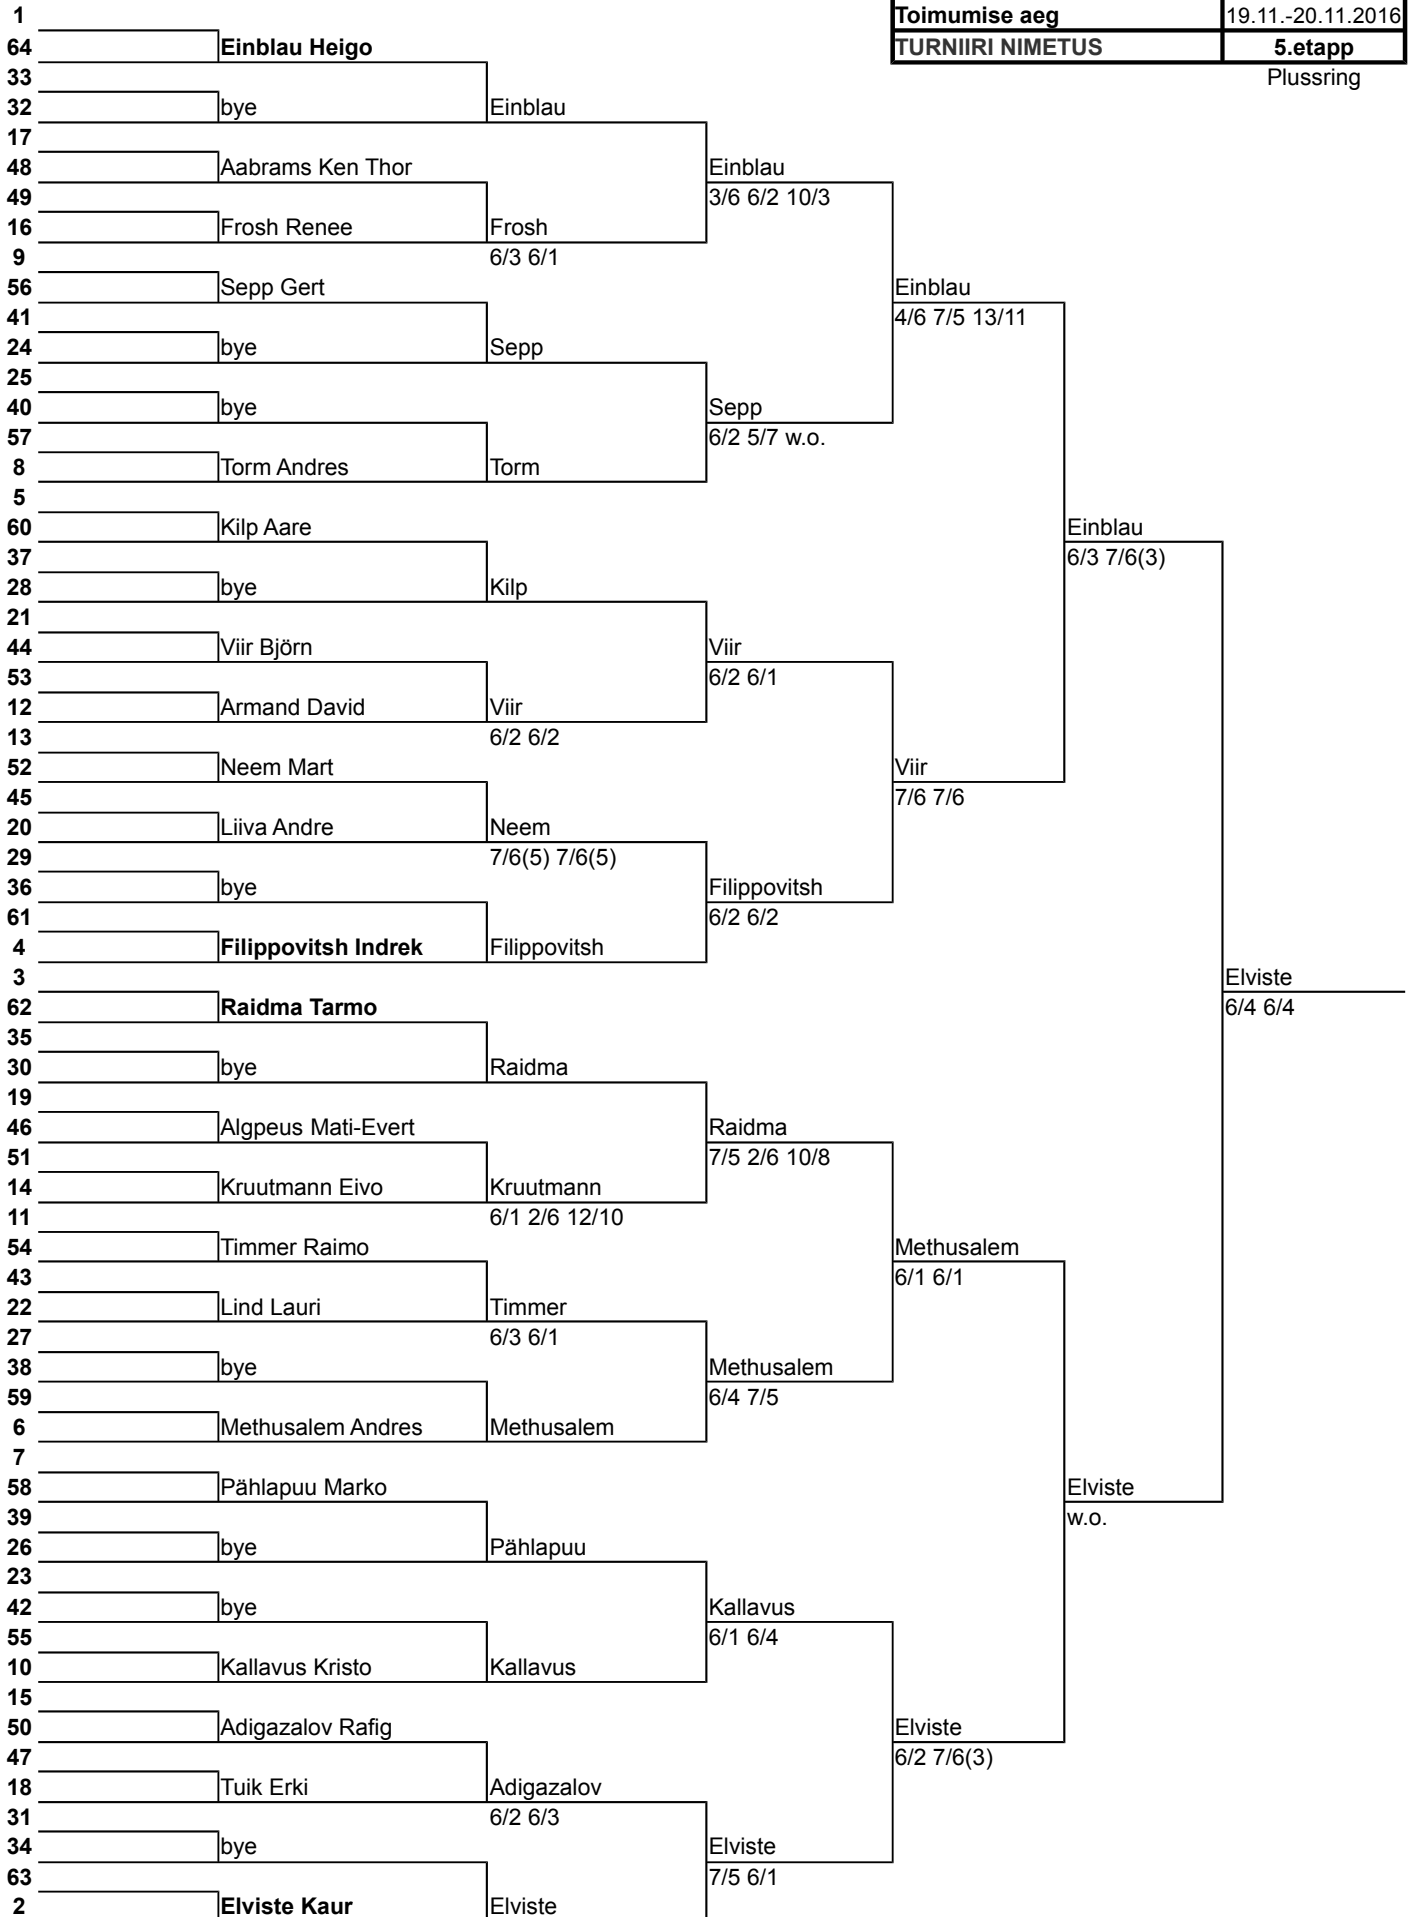 1 Toimumise aeg 19.11.-20.11.2016
64 Einblau Heigo TURNIIRI NIMETUS 5.etapp
33 Plussring
32 bye Einblau
17
48 Aabrams Ken Thor Einblau
49 3/6 6/2 10/3
16 Frosh Renee Frosh
9 6/3 6/1
56 Sepp Gert Einblau
41 4/6 7/5 13/11
24 bye Sepp
25
40 bye Sepp
57 6/2 5/7 w.o.
8 Torm Andres Torm
5
60 Kilp Aare Einblau
37 6/3 7/6(3)
28 bye Kilp
21
44 Viir Björn Viir
53 6/2 6/1
12 Armand David Viir
13 6/2 6/2
52 Neem Mart Viir
45 7/6 7/6
20 Liiva Andre Neem
29 7/6(5) 7/6(5)
36 bye Filippovitsh
61 6/2 6/2
4 Filippovitsh Indrek Filippovitsh
3 Elviste
62 Raidma Tarmo 6/4 6/4
35
30 bye Raidma
19
46 Algpeus Mati-Evert Raidma
51 7/5 2/6 10/8
14 Kruutmann Eivo Kruutmann
11 6/1 2/6 12/10
54 Timmer Raimo Methusalem
43 6/1 6/1
22 Lind Lauri Timmer
27 6/3 6/1
38 bye Methusalem
59 6/4 7/5
6 Methusalem Andres Methusalem
7
58 Pählapuu Marko Elviste
39 w.o.
26 bye Pählapuu
23
42 bye Kallavus
55 6/1 6/4
10 Kallavus Kristo Kallavus
15
50 Adigazalov Rafig Elviste
47 6/2 7/6(3)
18 Tuik Erki Adigazalov
31 6/2 6/3
34 bye Elviste
63 7/5 6/1
2 Elviste Kaur Elviste